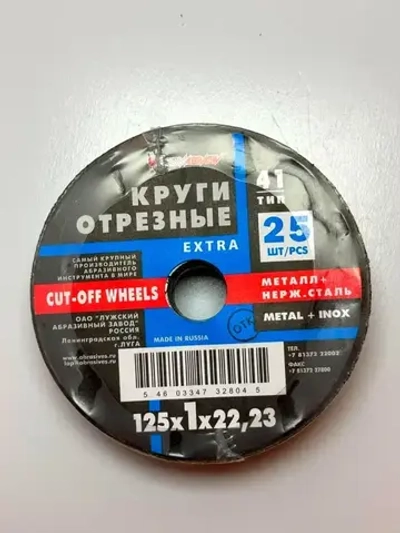 КРУГИ
ОТРЕЗНЫЕ
EXTRA
41
ТИП
25
ШТ/PCS
САМЫЙ КРУПНЫЙ
ПРОИЗВОДИТЕЛЬ
АБРАЗИВНОГО
ИНСТРУМЕНТА В МИРЕ
CUT-OFF WHEELS
МЕТАЛЛ+
НЕРЖ.СТАЛЬ
METAL + INOX
ОАО "ЛУЖСКИЙ
АБРАЗИВНЫЙ ЗАВОД"
РОССИЯ
Ленинградская обл.
г.ЛУГА
ОТК
MADE IN RUSSIA
ТЕЛ.
ФАКС
5 46 03347 32804 5
125x1x22,23